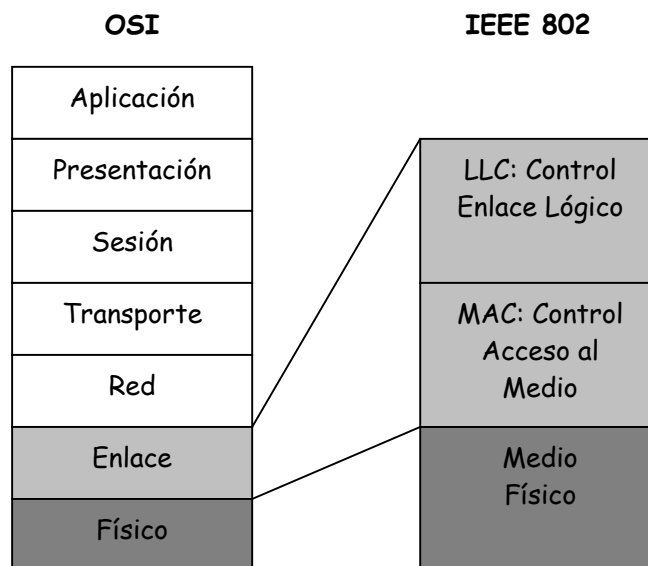 OSI
IEEE 802
Aplicación
Presentación
Sesión
Transporte
Red
Enlace
Físico
LLC: Control
Enlace Lógico
MAC: Control
Acceso al
Medio
Medio
Físico